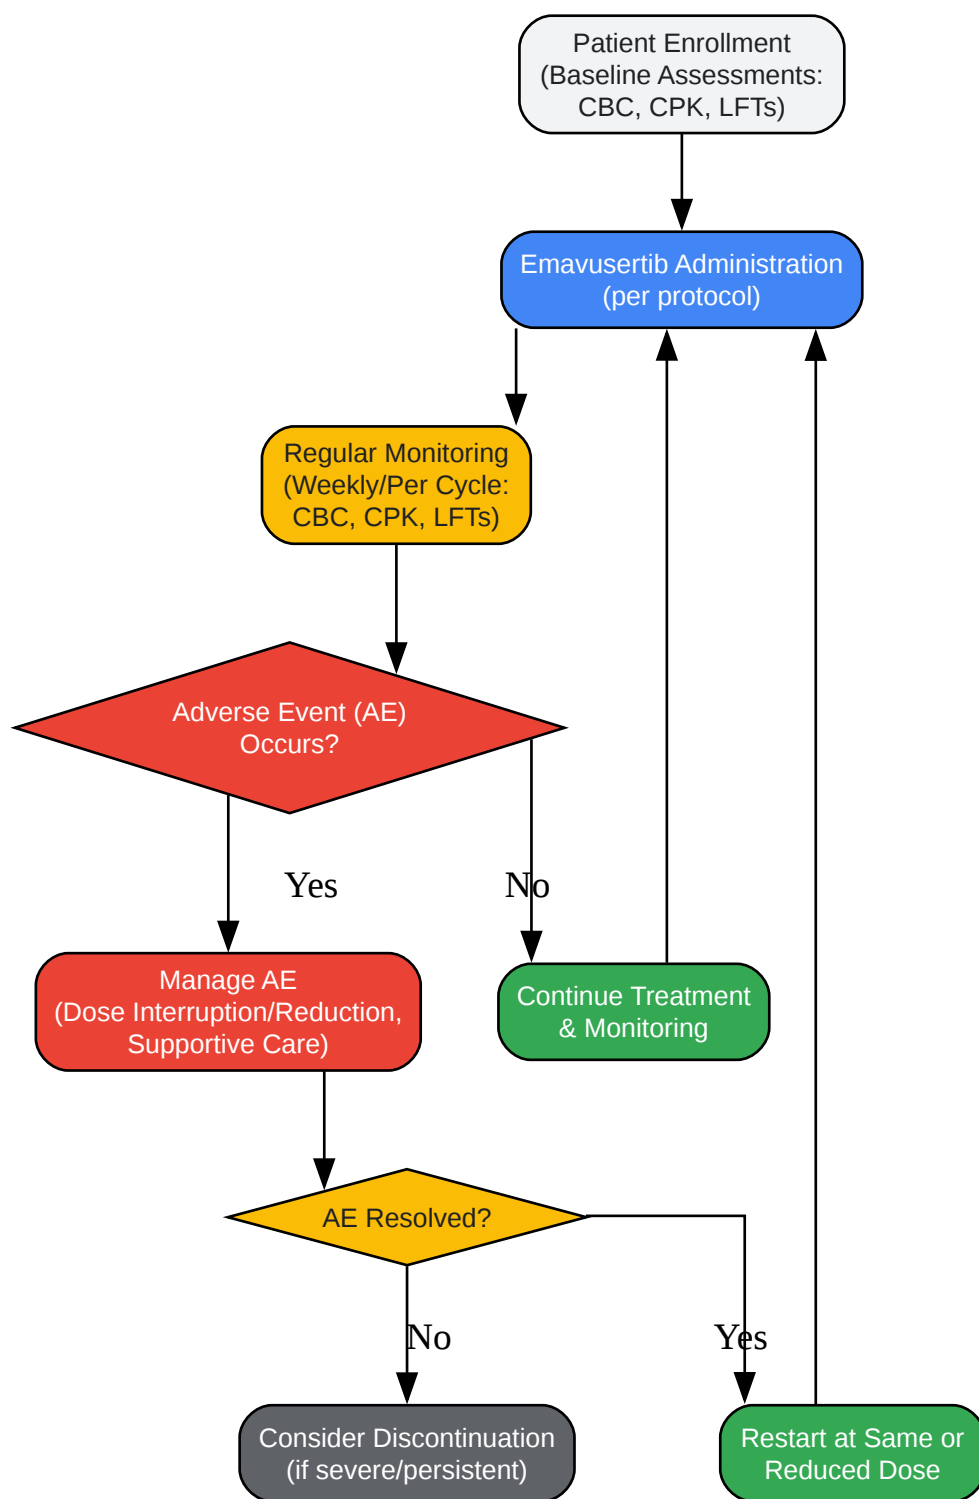 Patient Enrollment
(Baseline Assessments:
CBC, CPK, LFTs)
Emavusertib Administration
(per protocol)
Regular Monitoring
(Weekly/Per Cycle:
CBC, CPK, LFTs)
Adverse Event (AE)
Occurs?
Yes
No
Manage AE
(Dose Interruption/Reduction,
Supportive Care)
Continue Treatment
& Monitoring
AE Resolved?
No
Yes
Consider Discontinuation
(if severe/persistent)
Restart at Same or
Reduced Dose